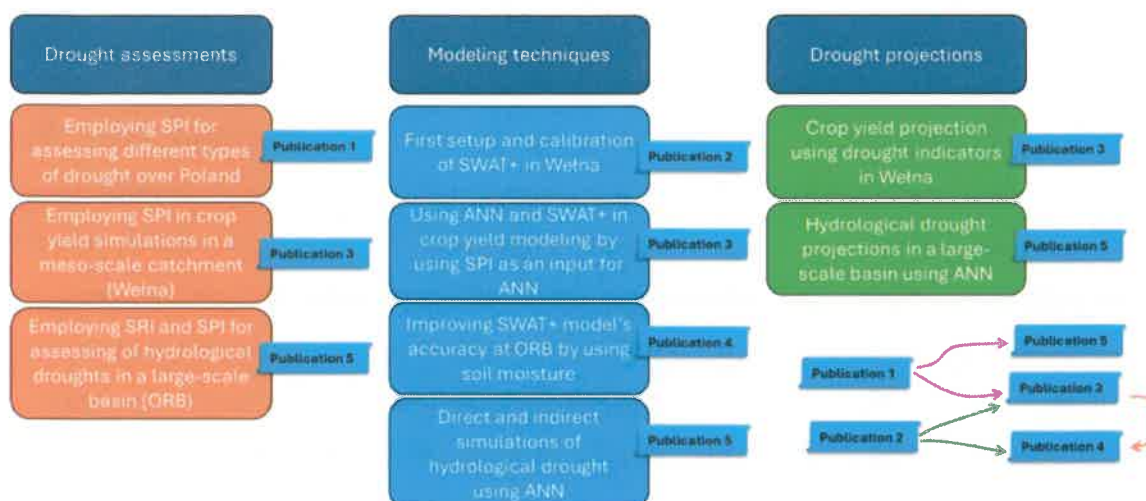 Drought assessments
Employing SPI for
assessing different types
of drought over Poland
Publication 1
Employing SPI in crop
yield simulations in a
meso-scale catchment
(Wełna)
Publication 3
Employing SRI and SPI for
assessing of hydrological
droughts in a large-scale
basin (ORB)
Publication 5
Modeling techniques
First setup and calibration
of SWAT+ in Wełna
Publication 2
Using ANN and SWAT+ in
crop yield modeling by
using SPI as an input for
ANN
Publication 3
Improving SWAT+ model's
accuracy at ORB by using
soil moisture
Publication 4
Direct and indirect
simulations of
hydrological drought
using ANN
Publication 5
Drought projections
Crop yield projection
using drought indicators
in Wełna
Publication 3
Hydrological drought
projections in a large-
scale basin using ANN
Publication 5
Publication 1
Publication 5
Publication 3
Publication 2
Publication 4